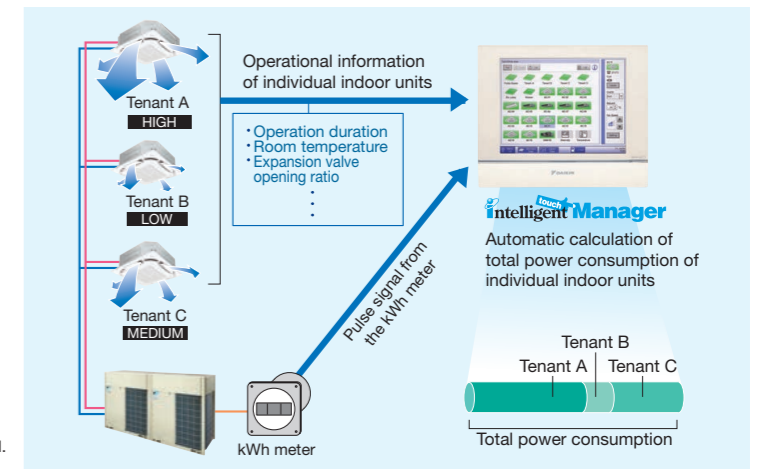 Tenant A
HIGH
Tenant B
LOW
Tenant C
MEDIUM
Operational information
of individual indoor units
・Operation duration
・Room temperature
・Expansion valve
opening ratio
Pulse signal from
the kWh meter
kWh meter
DAIKIN
intelligent touch Manager
Automatic calculation of
total power consumption of
individual indoor units
Tenant B
Tenant A
Tenant C
Total power consumption